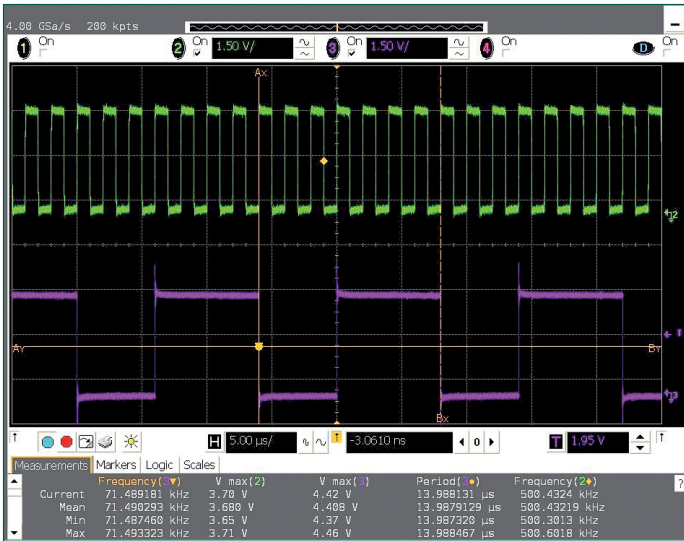 4.00 GSa/s 200 kpts
1 On 2 On 1.50 V/ 3 On 1.50 V/ 4 On D On
Ax
2
T
Ay By
3
Bx
H 5.00 µs/ T -3.0610 ns 0 T 1.95 V
Measurements Markers Logic Scales
Frequency(3▼) V max(2) V max(3) Period(3◆) Frequency(2◆)
Current 71.489181 kHz 3.70 V 4.42 V 13.988131 µs 500.4324 kHz
Mean 71.490293 kHz 3.680 V 4.408 V 13.9879129 µs 500.43219 kHz
Min 71.487460 kHz 3.65 V 4.37 V 13.987320 µs 500.3013 kHz
Max 71.493323 kHz 3.71 V 4.46 V 13.988467 µs 500.6018 kHz
?